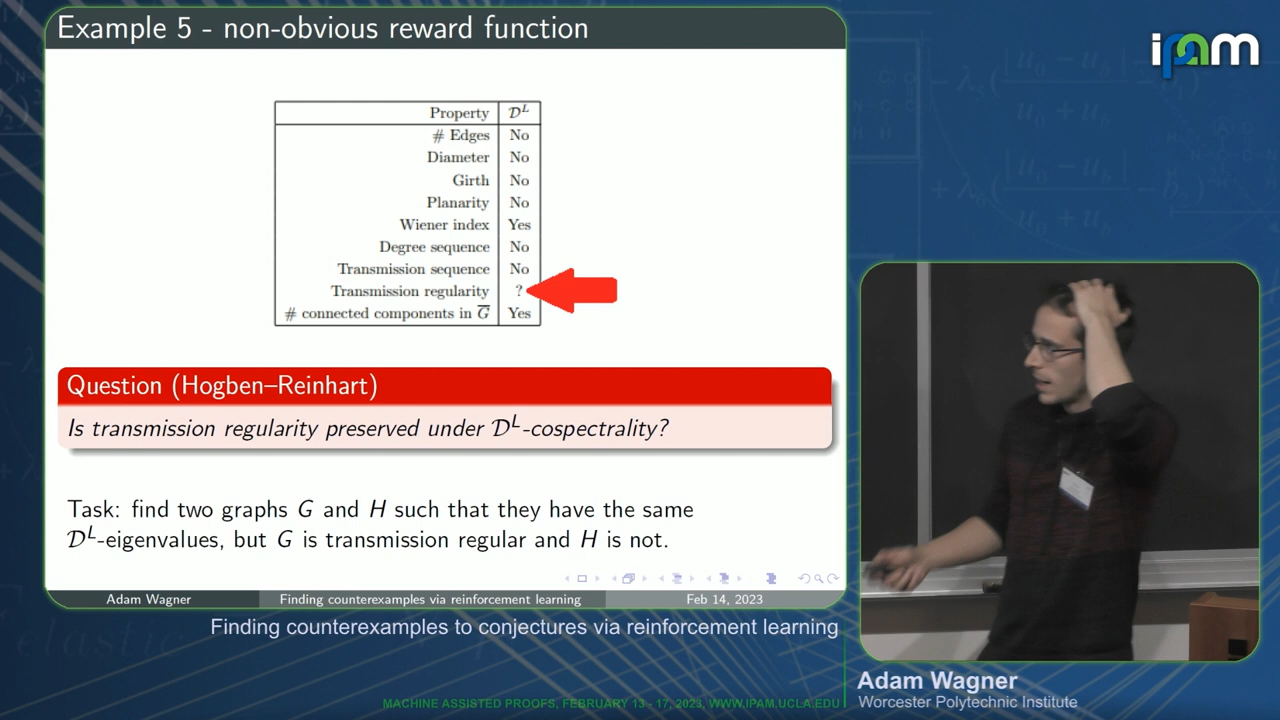 Example 5 - non-obvious reward function
ipam
Property 𝒟ᴸ
# Edges No
Diameter No
Girth No
Planarity No
Wiener index Yes
Degree sequence No
Transmission sequence No
Transmission regularity ?
# connected components in G̅ Yes
Question (Hogben–Reinhart)
Is transmission regularity preserved under 𝒟ᴸ-cospectrality?
Task: find two graphs G and H such that they have the same
𝒟ᴸ-eigenvalues, but G is transmission regular and H is not.
Adam Wagner Finding counterexamples via reinforcement learning Feb 14, 2023
Finding counterexamples to conjectures via reinforcement learning
Adam Wagner
Worcester Polytechnic Institute
MACHINE ASSISTED PROOFS, FEBRUARY 13 - 17, 2023, WWW.IPAM.UCLA.EDU